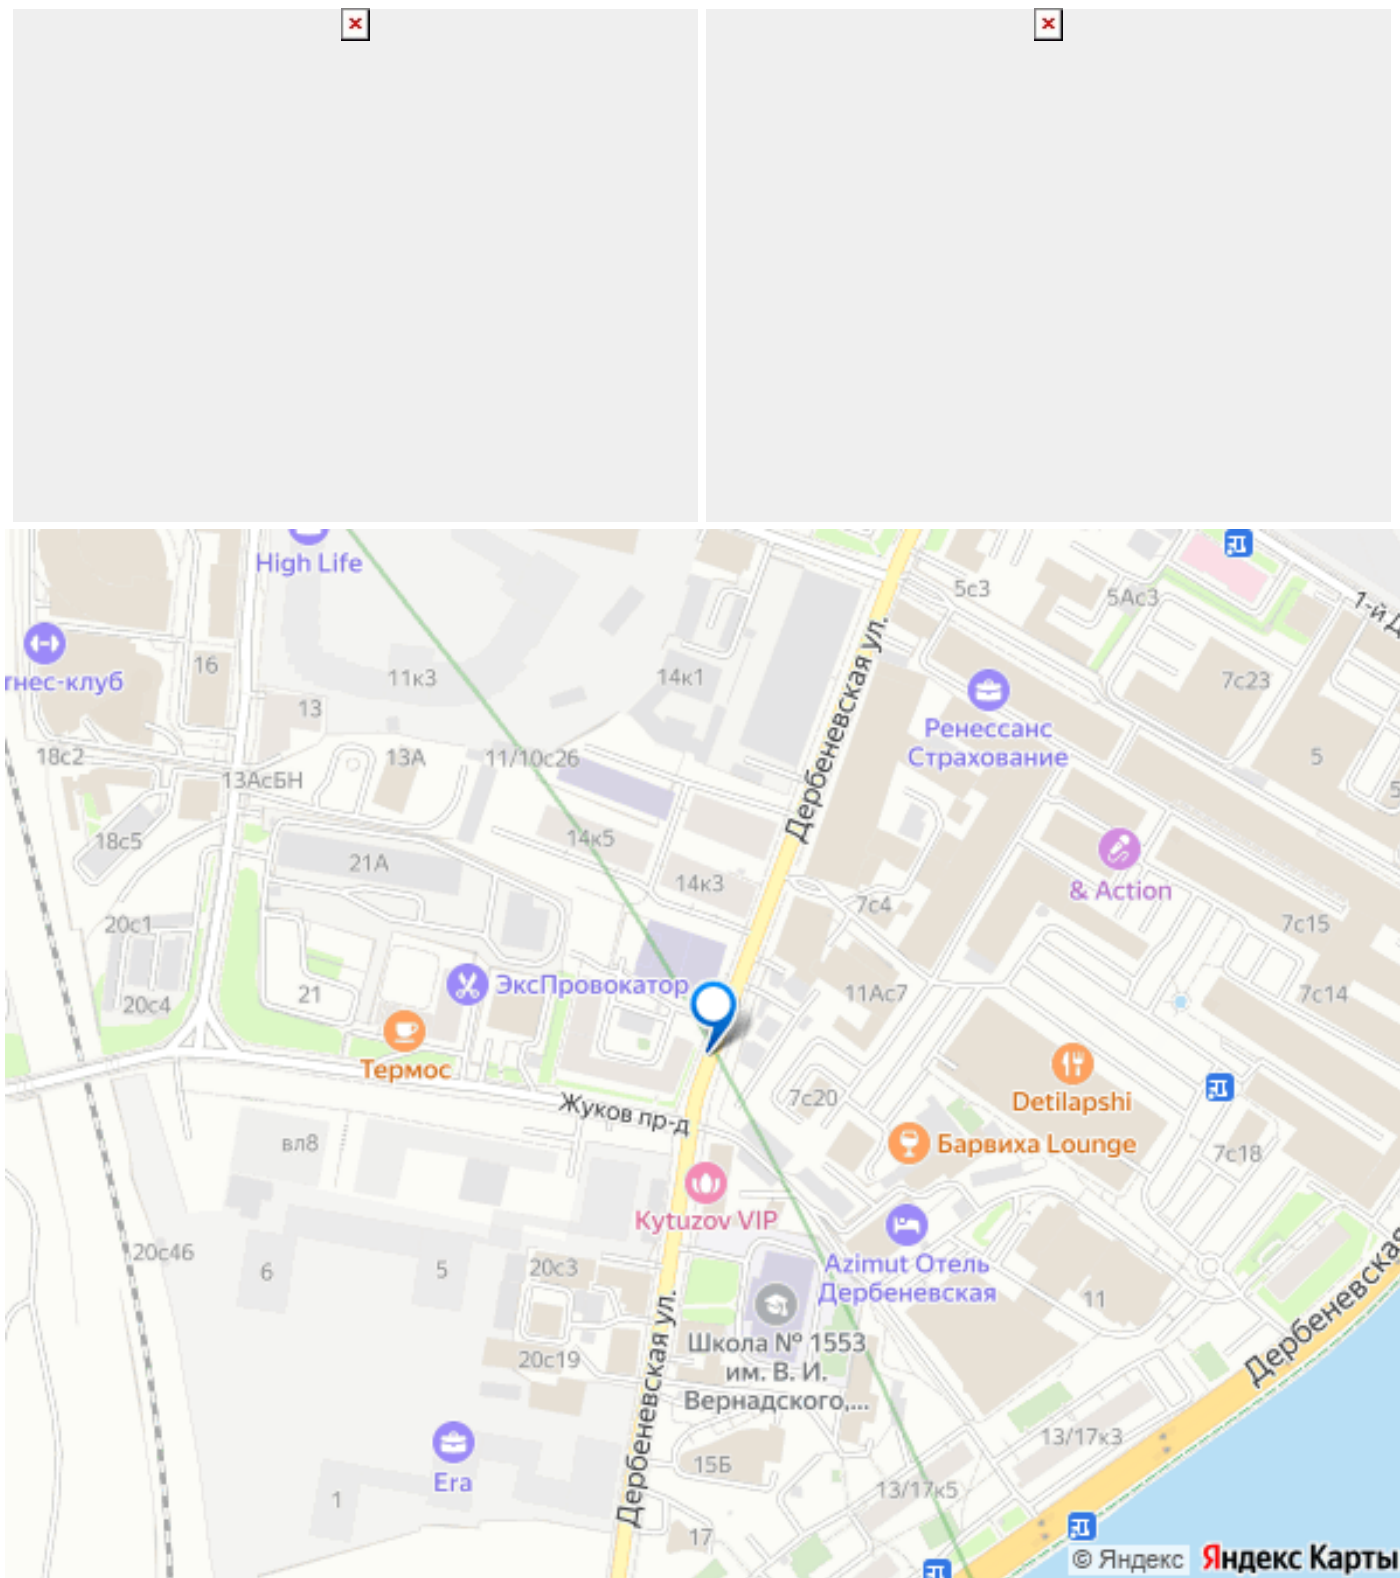 High Life
5с3
5Ас3
1-й Д
16
тнес-клуб
11к3
14к1
Дербеневская ул.
7с23
13
Ренессанс
Страхование
18с2
13А
11/10с26
5
13АсБН
18с5
14к5
21А
14к3
& Action
7с4
20с1
7с15
ЭксПровокатор
21
11Ас7
7с14
20с4
Термос
Detilapshi
7с20
Жуков пр-д
вл8
Барвиха Lounge
7с18
Kytuzov VIP
20с46
6
5
20с3
Azimut Отель
Дербеневская
11
Дербеневская
Школа № 1553
им. В. И.
Вернадского,...
20с19
Дербеневская ул.
13/17к3
15Б
Era
1
13/17к5
17
© Яндекс
Яндекс Карты